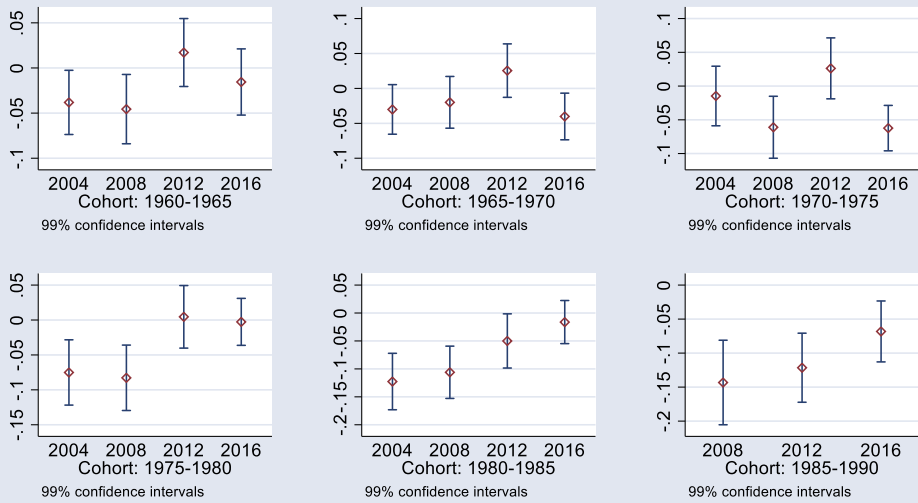 .05
0
-.05
-.1
2004 2008 2012 2016
Cohort: 1960-1965
99% confidence intervals
.1
.05
0
-.05
-.1
2004 2008 2012 2016
Cohort: 1965-1970
99% confidence intervals
.1
.05
0
-.05
-.1
2004 2008 2012 2016
Cohort: 1970-1975
99% confidence intervals
.05
0
-.05
-.1
-.15
2004 2008 2012 2016
Cohort: 1975-1980
99% confidence intervals
.05
0
-.05
-.1
-.15
-.2
2004 2008 2012 2016
Cohort: 1980-1985
99% confidence intervals
0
-.05
-.1
-.15
-.2
2008 2012 2016
Cohort: 1985-1990
99% confidence intervals